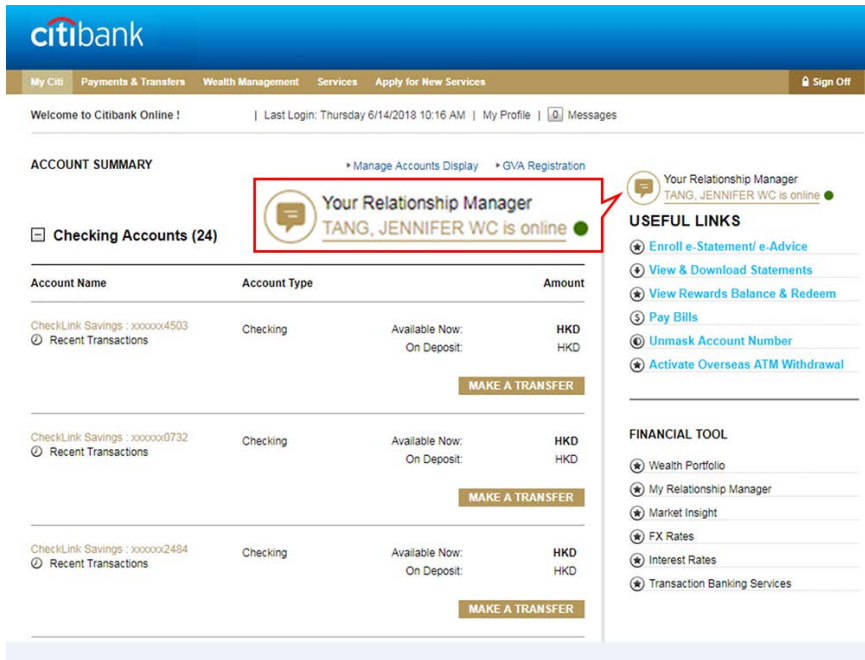 citibank
My Citi Payments & Transfers Wealth Management Services Apply for New Services Sign Off
Welcome to Citibank Online ! | Last Login: Thursday 6/14/2018 10:16 AM | My Profile | 0 Messages
ACCOUNT SUMMARY
Manage Accounts Display GVA Registration
Your Relationship Manager
TANG, JENNIFER WC is online
Checking Accounts (24)
Account Name Account Type Amount
CheckLink Savings : xxxxxx4503 Checking Available Now: HKD
Recent Transactions On Deposit: HKD
MAKE A TRANSFER
CheckLink Savings : xxxxxx0732 Checking Available Now: HKD
Recent Transactions On Deposit: HKD
MAKE A TRANSFER
CheckLink Savings : xxxxxx2484 Checking Available Now: HKD
Recent Transactions On Deposit: HKD
MAKE A TRANSFER
Your Relationship Manager
TANG, JENNIFER WC is online
USEFUL LINKS
Enroll e-Statement/ e-Advice
View & Download Statements
View Rewards Balance & Redeem
Pay Bills
Unmask Account Number
Activate Overseas ATM Withdrawal
FINANCIAL TOOL
Wealth Portfolio
My Relationship Manager
Market Insight
FX Rates
Interest Rates
Transaction Banking Services